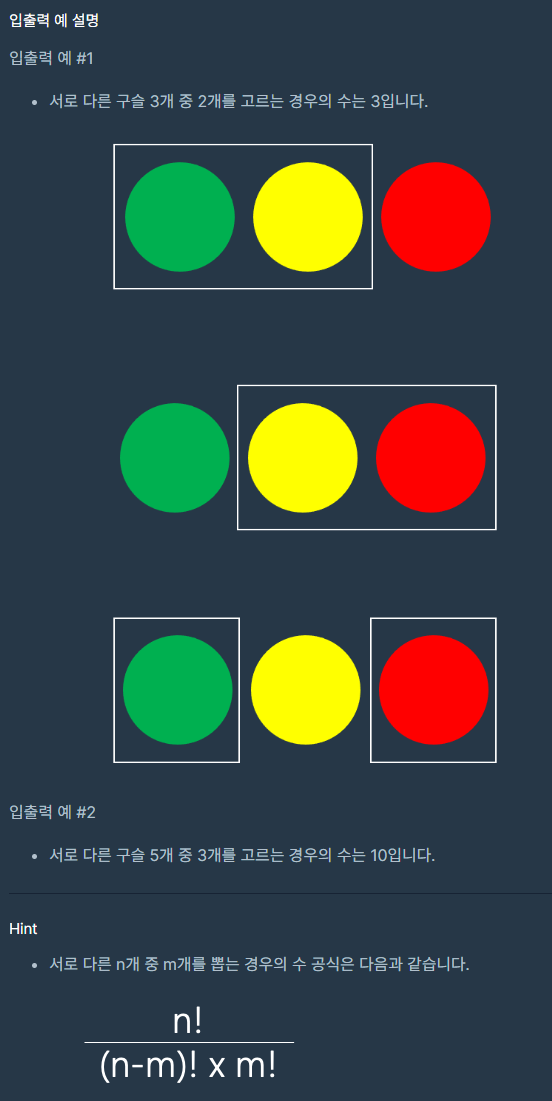 입출력 예 설명
입출력 예 #1
• 서로 다른 구슬 3개 중 2개를 고르는 경우의 수는 3입니다.
입출력 예 #2
• 서로 다른 구슬 5개 중 3개를 고르는 경우의 수는 10입니다.
Hint
• 서로 다른 n개 중 m개를 뽑는 경우의 수 공식은 다음과 같습니다.
n!
(n-m)! x m!